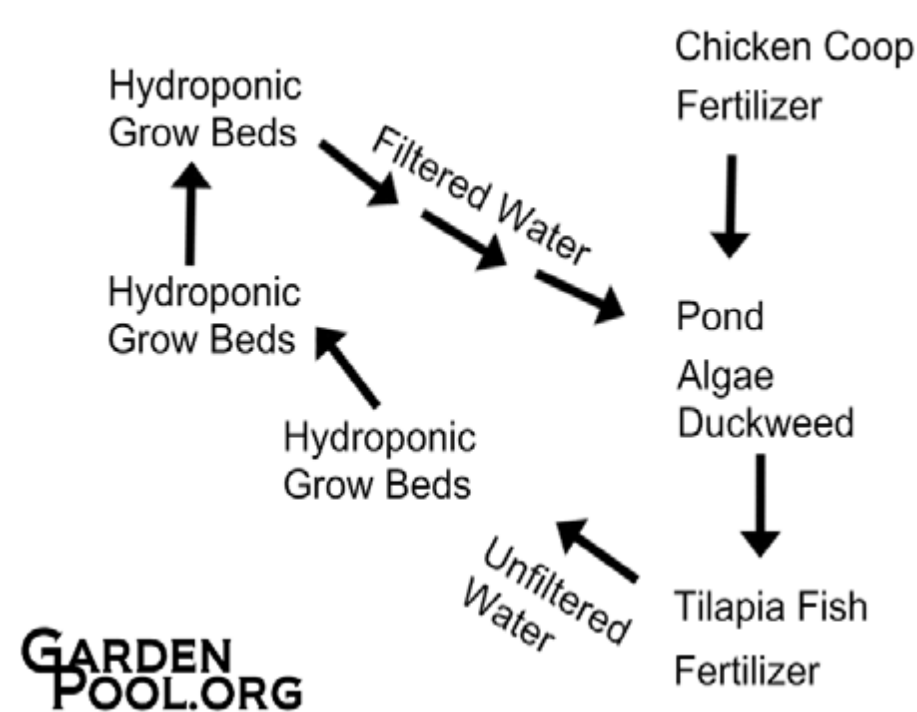 Chicken Coop
Fertilizer
Hydroponic
Grow Beds
Filtered Water
Hydroponic
Grow Beds
Pond
Algae
Duckweed
Hydroponic
Grow Beds
Unfiltered
Water
Tilapia Fish
Fertilizer
GARDEN
POOL.ORG